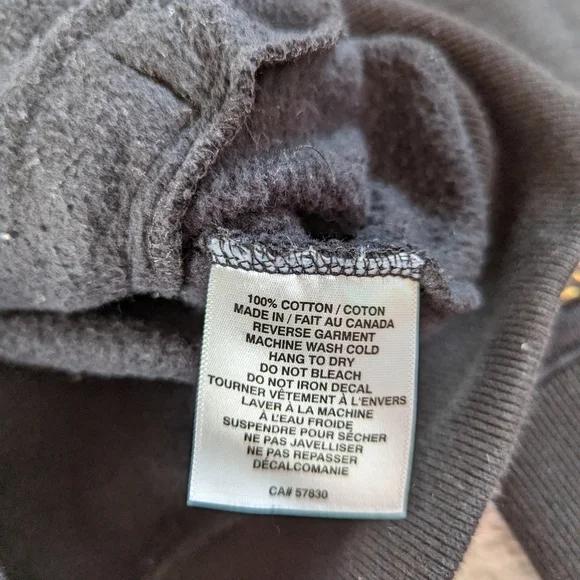 100% COTTON / COTON
MADE IN / FAIT AU CANADA
REVERSE GARMENT
MACHINE WASH COLD
HANG TO DRY
DO NOT BLEACH
DO NOT IRON DECAL
TOURNER VÊTEMENT À L'ENVERS
LAVER À LA MACHINE
À L'EAU FROIDE
SUSPENDRE POUR SÉCHER
NE PAS JAVELLISER
NE PAS REPASSER
DÉCALCOMANIE
CA# 57830